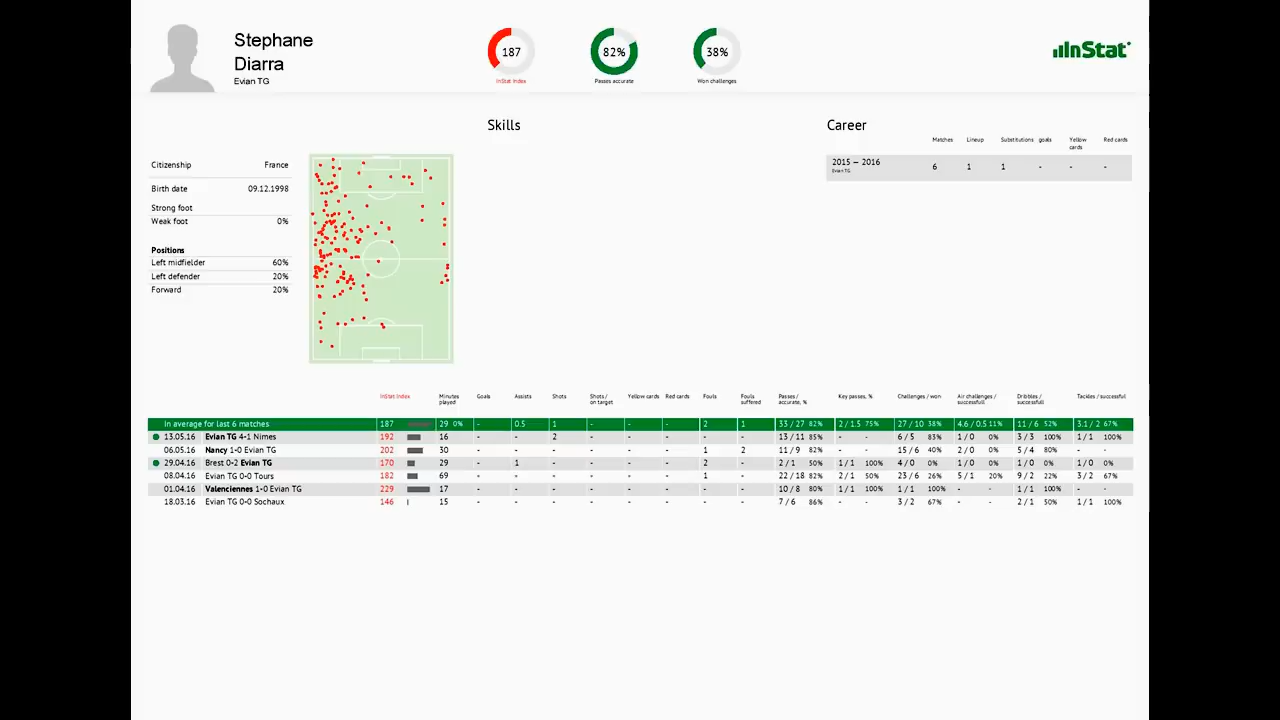 Stephane
Diarra
Evian TG
187
InStat Index
82%
Passes accurate
38%
Won challenges
InStat
Skills
Career
Matches Lineup Substitutions goals Yellow cards Red cards
2015 — 2016 6 1 1 - - -
Evian TG
Citizenship France
Birth date 09.12.1998
Strong foot
Weak foot 0%
Positions
Left midfielder 60%
Left defender 20%
Forward 20%
InStat Index Minutes played Goals Assists Shots Shots / on target Yellow cards Red cards Fouls Fouls suffered Passes / accurate, % Key passes, % Challenges / won Air challenges / successfull Dribbles / successfull Tackles / successful
In average for last 6 matches 187 29 0% - 0.5 1 - - - 2 1 33 / 27 82% 2 / 1.5 75% 27 / 10 38% 4.6 / 0.5 11% 11 / 6 52% 3.1 / 2 67%
13.05.16 Evian TG 4-1 Nimes 192 16 - - 2 - - - - - 13 / 11 85% - - 6 / 5 83% 1 / 0 0% 3 / 3 100% 1 / 1 100%
06.05.16 Nancy 1-0 Evian TG 202 30 - - - - - - 1 2 11 / 9 82% - - 15 / 6 40% 2 / 0 0% 5 / 4 80% - -
29.04.16 Brest 0-2 Evian TG 170 29 - 1 - - - - 2 - 2 / 1 50% 1 / 1 100% 4 / 0 0% 1 / 0 0% 1 / 0 0% 1 / 0 0%
08.04.16 Evian TG 0-0 Tours 182 69 - - - - - - 1 - 22 / 18 82% 2 / 1 50% 23 / 6 26% 5 / 1 20% 9 / 2 22% 3 / 2 67%
01.04.16 Valenciennes 1-0 Evian TG 229 17 - - - - - - - - 10 / 8 80% 1 / 1 100% 1 / 1 100% - - 1 / 1 100% - -
18.03.16 Evian TG 0-0 Sochaux 146 15 - - - - - - - - 7 / 6 86% - - 3 / 2 67% - - 2 / 1 50% 1 / 1 100%